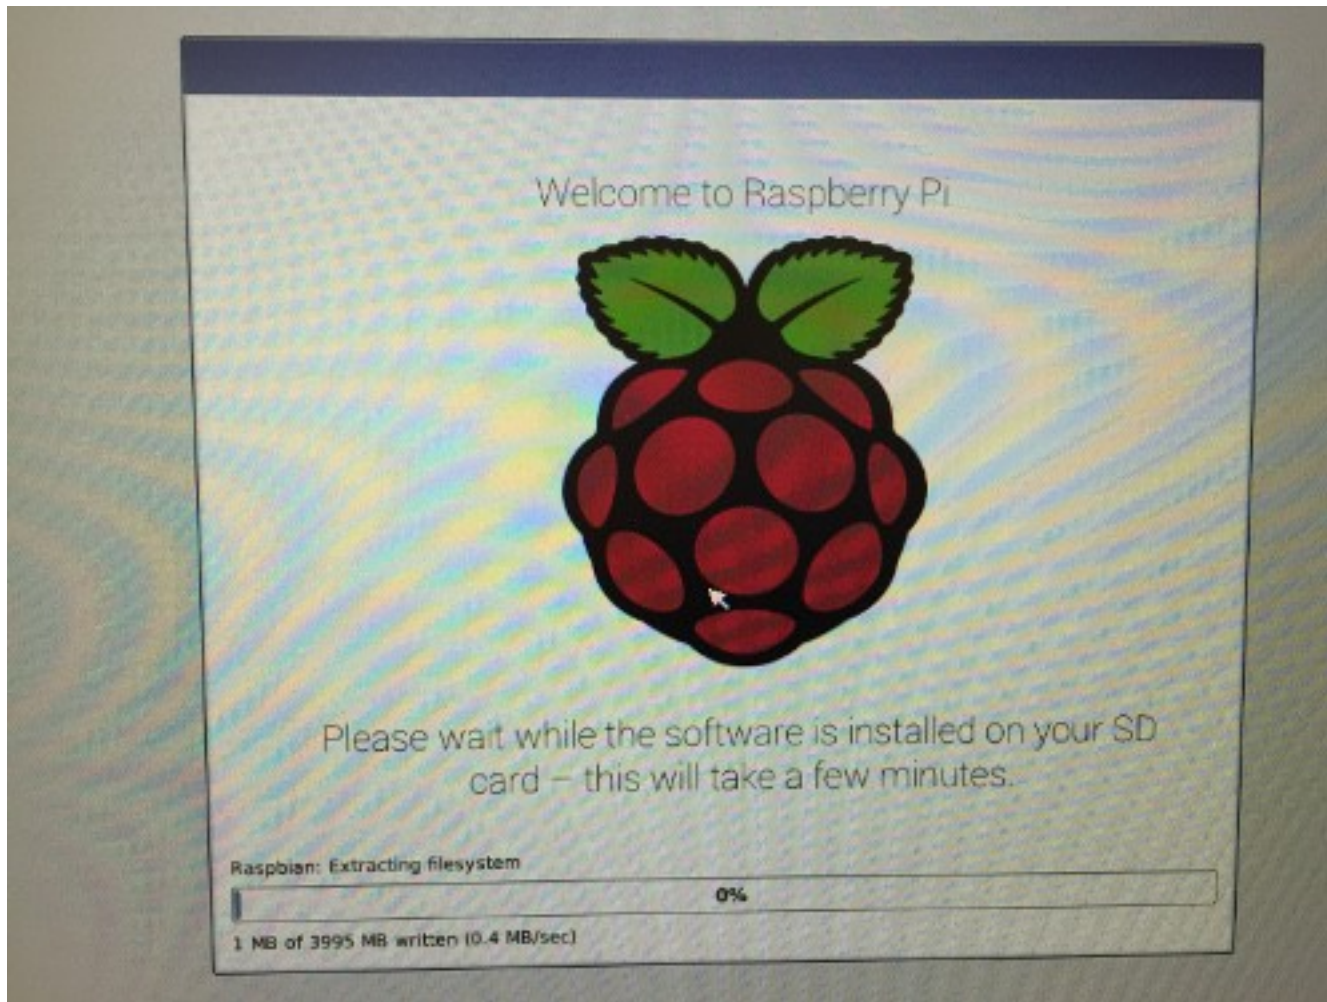 Welcome to Raspberry Pi
Please wait while the software is installed on your SD
card – this will take a few minutes.
Raspbian: Extracting filesystem
0%
1 MB of 3995 MB written (0.4 MB/sec)